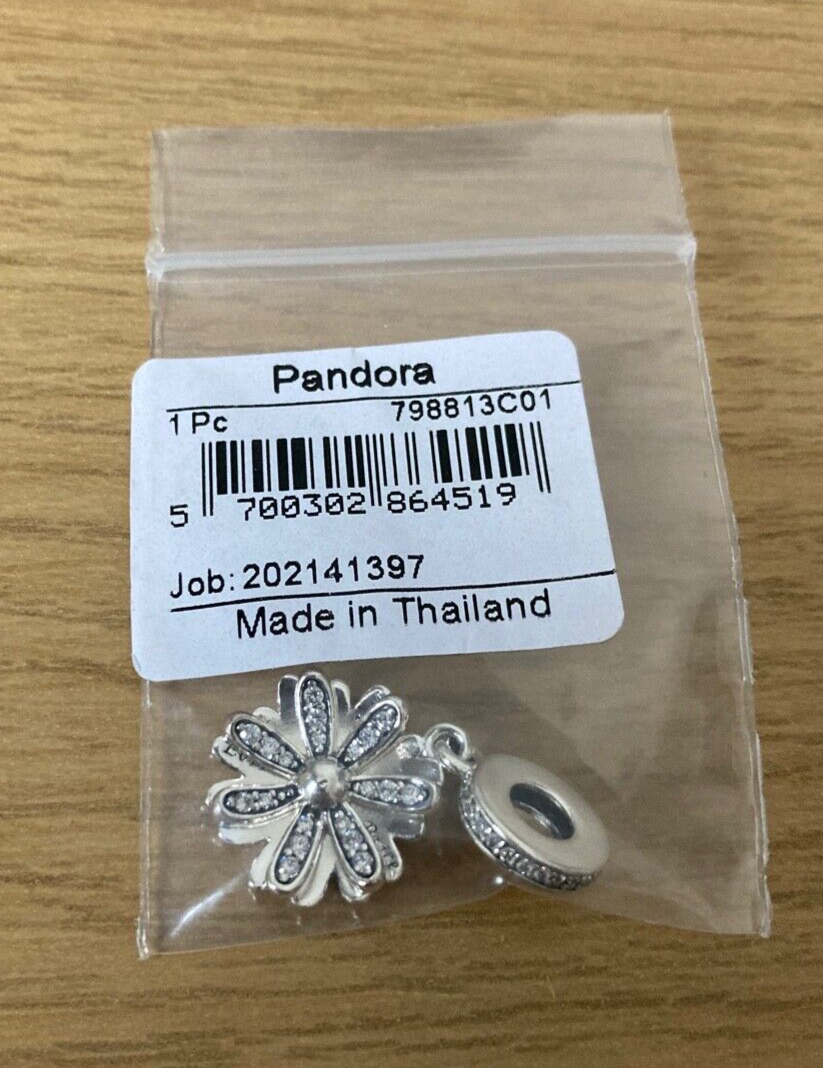 Pandora
1 Pc 798813C01
5 700302 864519
Job: 202141397
Made in Thailand